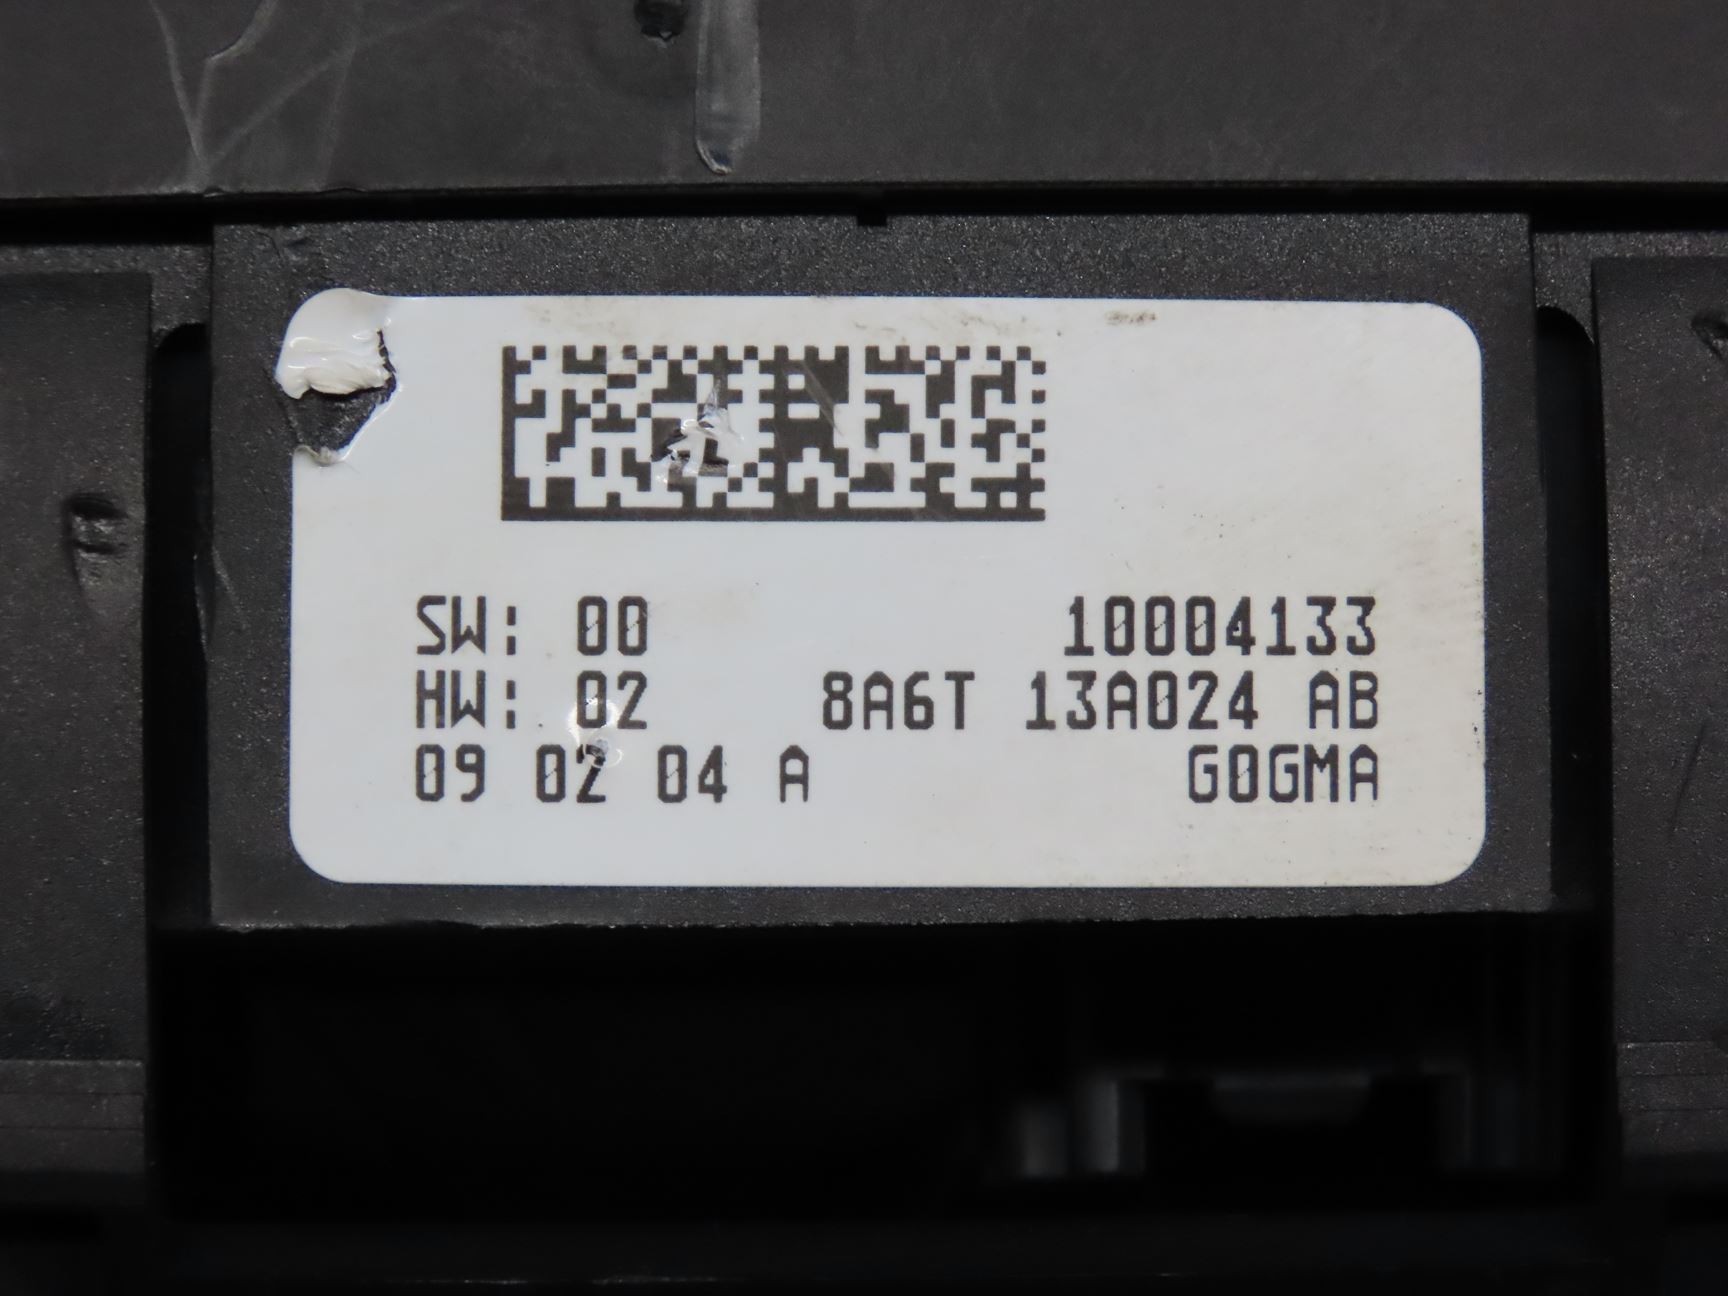 SW: 00 10004133
HW: 02 8A6T 13A024 AB
09 02 04 A G0GMA